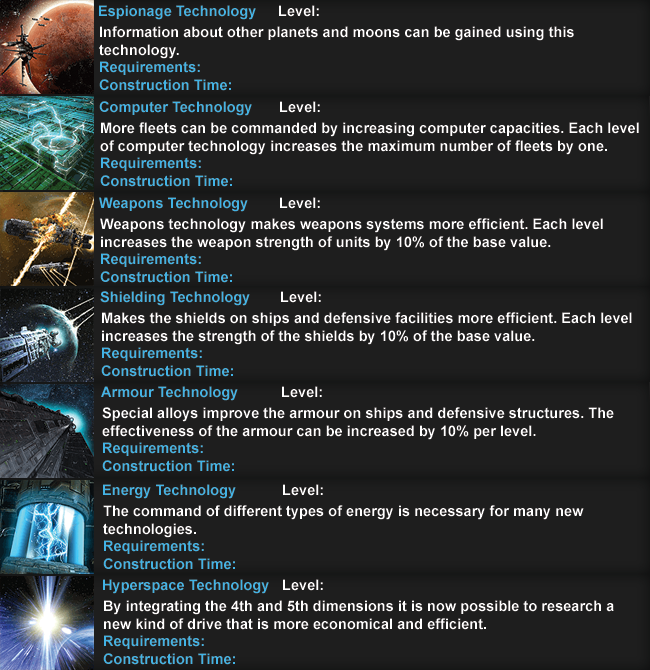 Espionage Technology Level:
Information about other planets and moons can be gained using this
technology.
Requirements:
Construction Time:
Computer Technology Level:
More fleets can be commanded by increasing computer capacities. Each level
of computer technology increases the maximum number of fleets by one.
Requirements:
Construction Time:
Weapons Technology Level:
Weapons technology makes weapons systems more efficient. Each level
increases the weapon strength of units by 10% of the base value.
Requirements:
Construction Time:
Shielding Technology Level:
Makes the shields on ships and defensive facilities more efficient. Each level
increases the strength of the shields by 10% of the base value.
Requirements:
Construction Time:
Armour Technology Level:
Special alloys improve the armour on ships and defensive structures. The
effectiveness of the armour can be increased by 10% per level.
Requirements:
Construction Time:
Energy Technology Level:
The command of different types of energy is necessary for many new
technologies.
Requirements:
Construction Time:
Hyperspace Technology Level:
By integrating the 4th and 5th dimensions it is now possible to research a
new kind of drive that is more economical and efficient.
Requirements:
Construction Time: